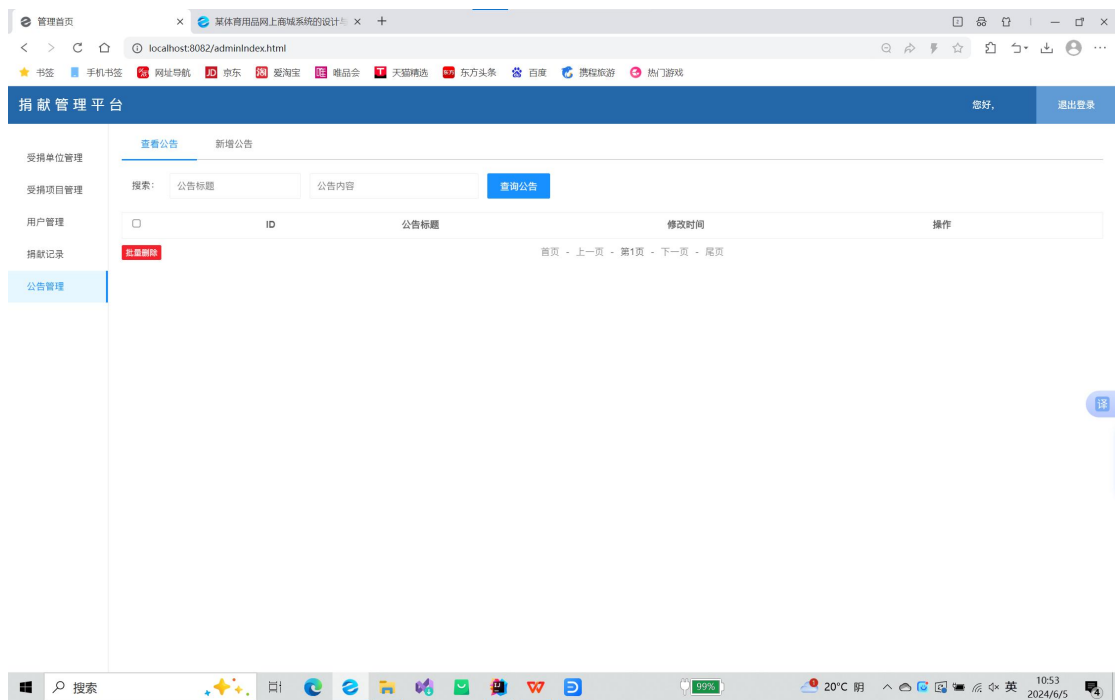 管理首页
某体育用品网上商城系统的设计与
localhost:8082/adminIndex.html
书签 手机书签 网址导航 JD 京东 淘 爱淘宝 唯品会 天猫精选 东方头条 百度 携程旅游 热门游戏
捐献管理平台 您好, 退出登录
受捐单位管理
受捐项目管理
用户管理
捐献记录
公告管理
查看公告 新增公告
搜索: 公告标题 公告内容 查询公告
ID 公告标题 修改时间 操作
批量删除 首页 - 上一页 - 第1页 - 下一页 - 尾页
译
搜索 99% 20°C 阴 英 10:53
2024/6/5